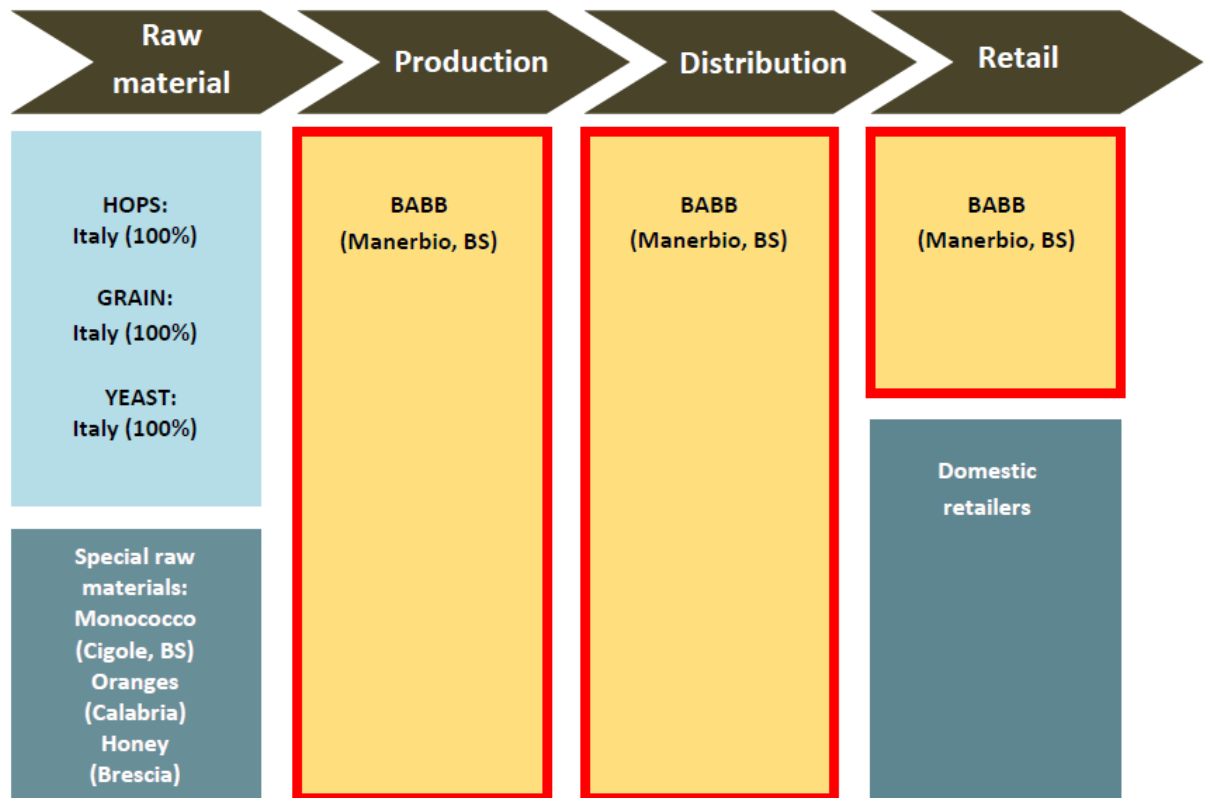 Raw
material
Production
Distribution
Retail
HOPS:
Italy (100%)
GRAIN:
Italy (100%)
YEAST:
Italy (100%)
Special raw
materials:
Monococco
(Cigole, BS)
Oranges
(Calabria)
Honey
(Brescia)
BABB
(Manerbio, BS)
BABB
(Manerbio, BS)
BABB
(Manerbio, BS)
Domestic
retailers